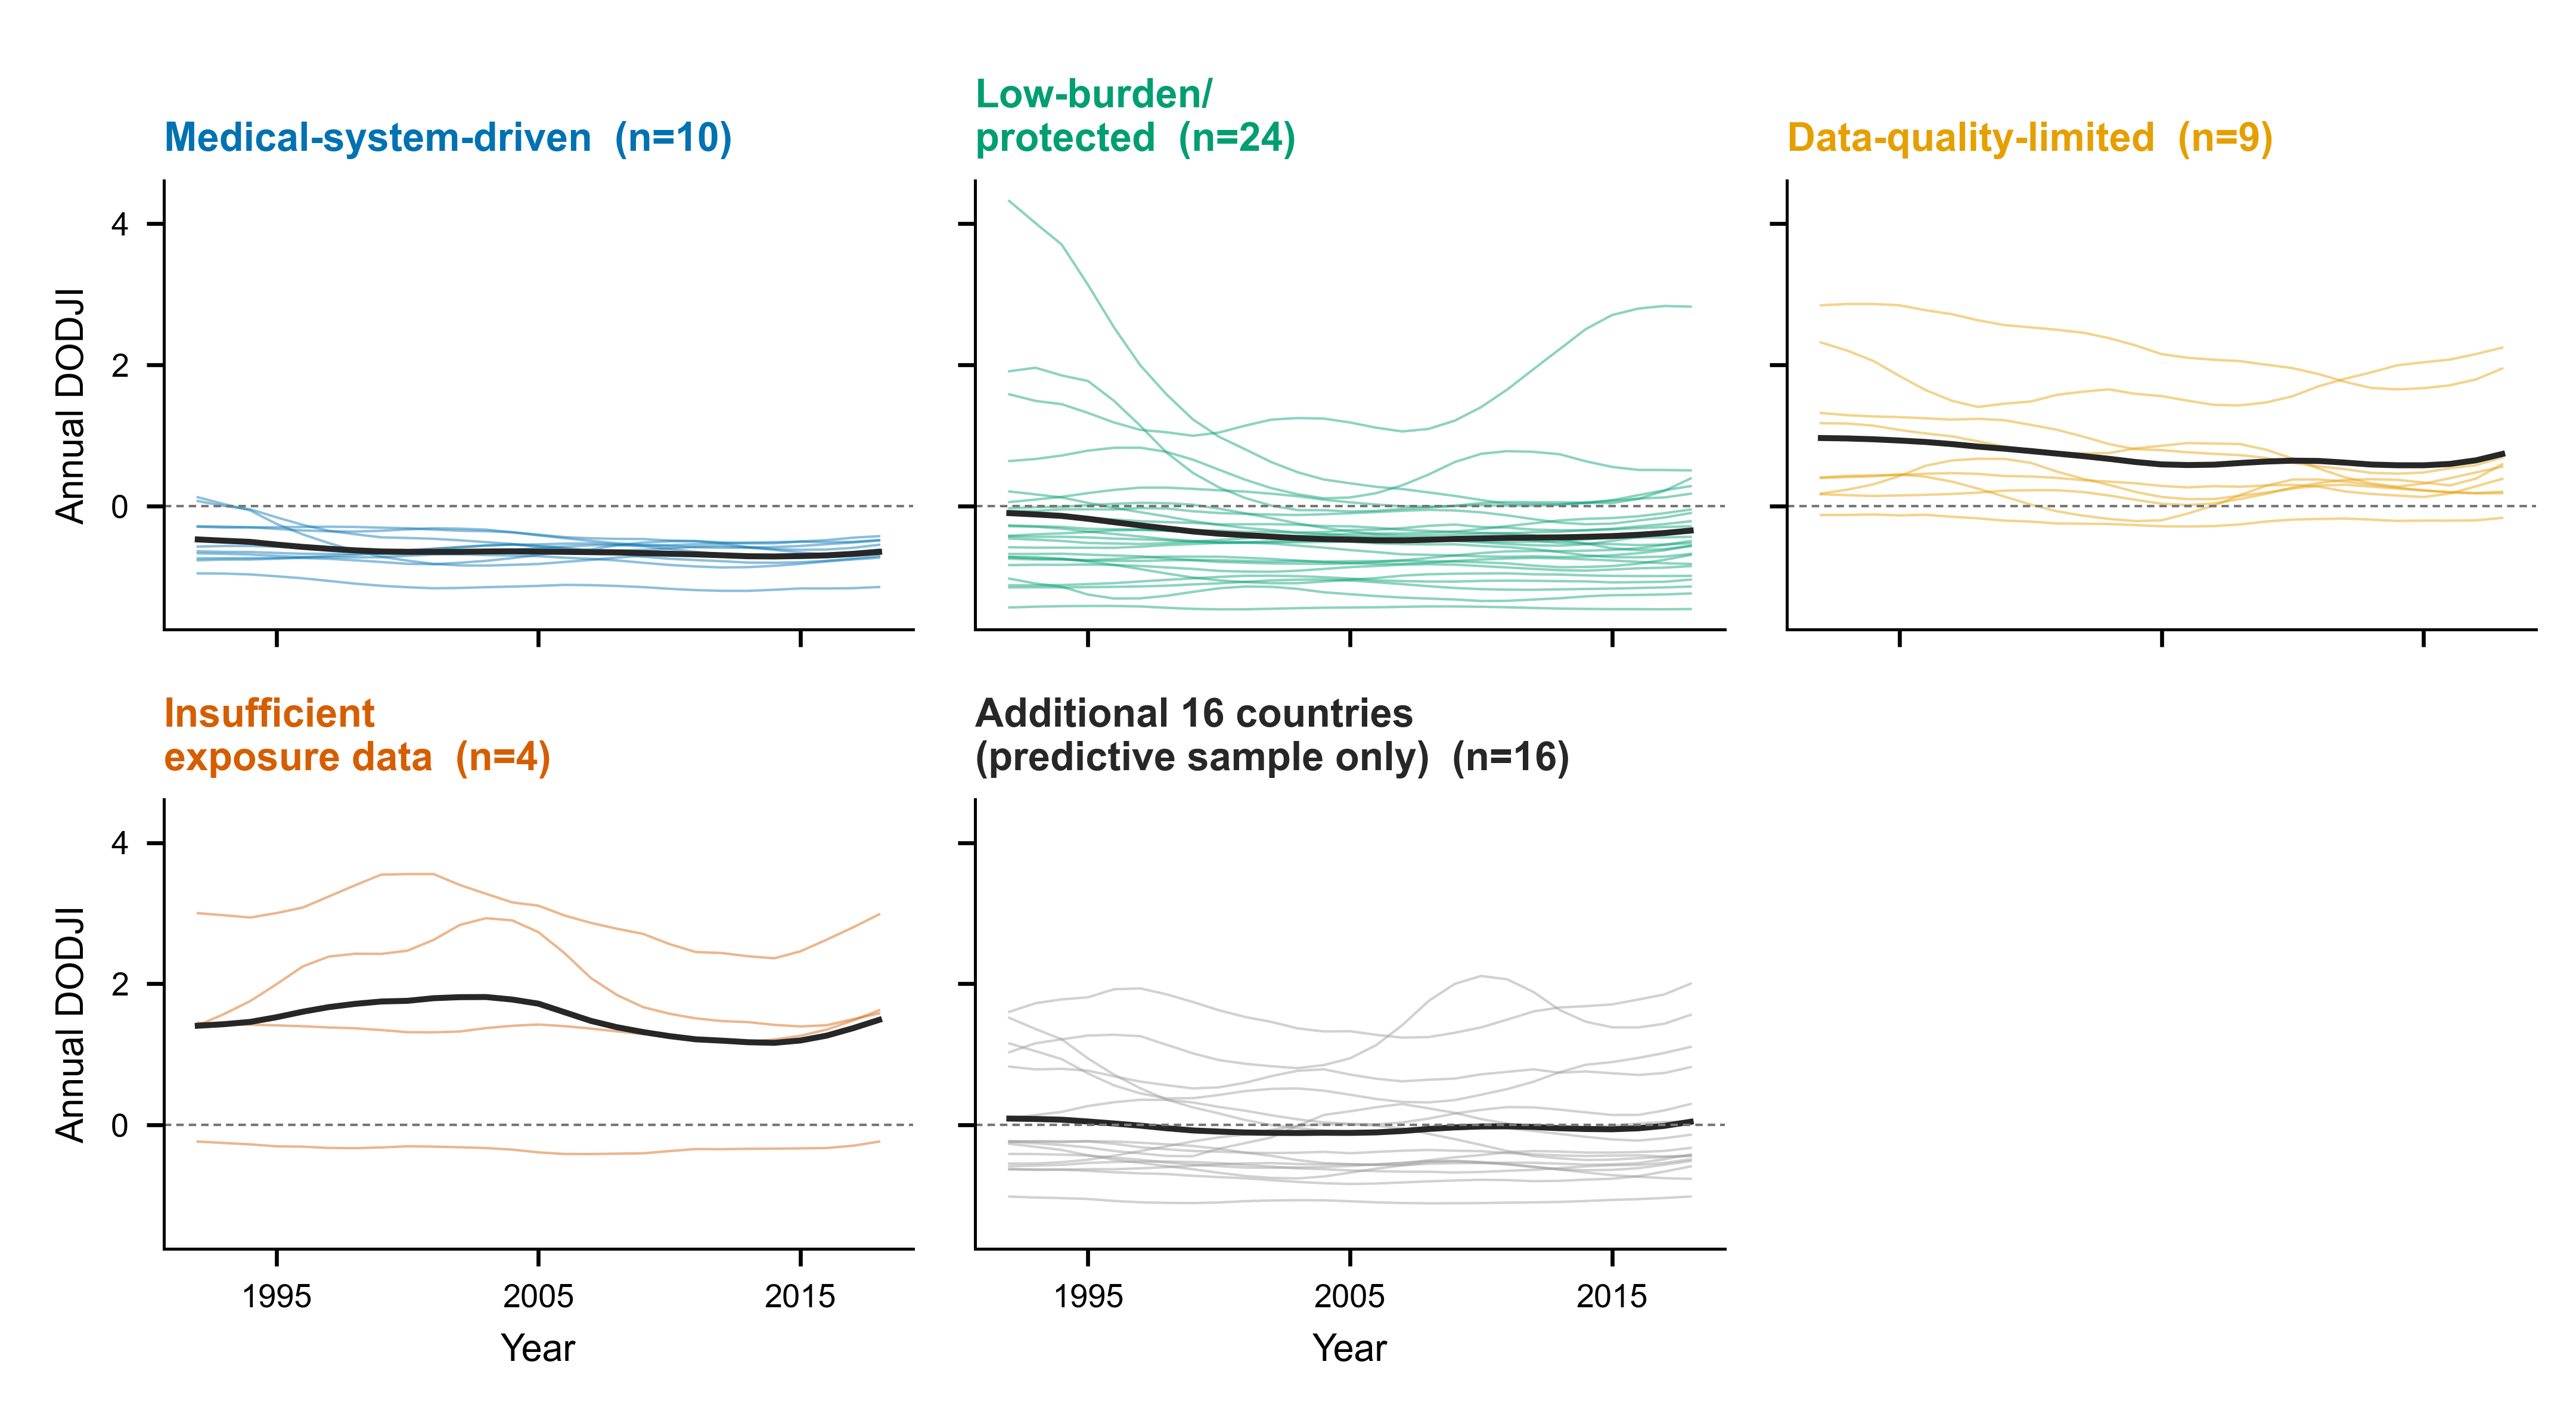 Medical-system-driven (n=10)
Low-burden/
protected (n=24)
Data-quality-limited (n=9)
Annual DODJI
4
2
0
Insufficient
exposure data (n=4)
Additional 16 countries
(predictive sample only) (n=16)
Annual DODJI
4
2
0
1995
2005
2015
1995
2005
2015
Year
Year